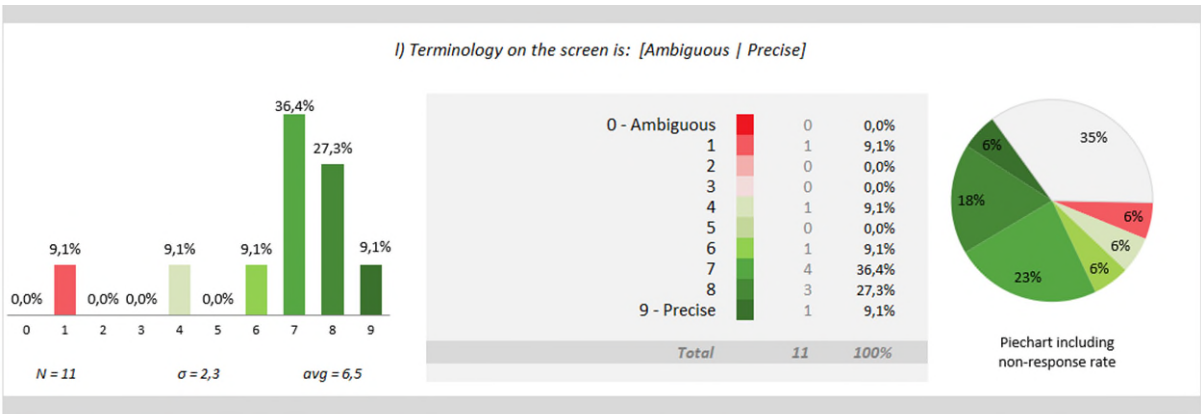 l) Terminology on the screen is: [Ambiguous | Precise]
36,4%
27,3%
9,1% 9,1% 9,1% 9,1%
0,0% 0,0% 0,0% 0,0%
0 1 2 3 4 5 6 7 8 9
N = 11 σ = 2,3 avg = 6,5
0 - Ambiguous 0 0,0%
1 1 9,1%
2 0 0,0%
3 0 0,0%
4 1 9,1%
5 0 0,0%
6 1 9,1%
7 4 36,4%
8 3 27,3%
9 - Precise 1 9,1%
Total 11 100%
35%
6%
18%
6%
6%
23%
6%
Piechart including
non-response rate